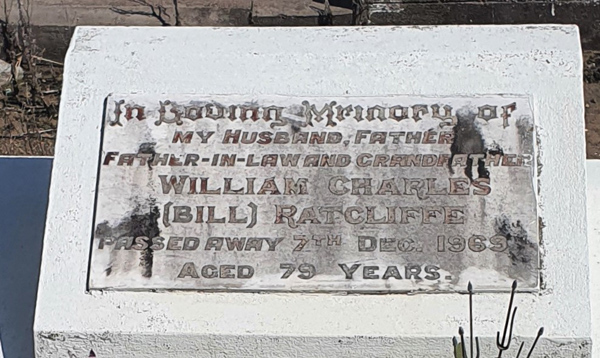 In Loving Memory of
MY HUSBAND, FATHER
FATHER-IN-LAW AND GRANDFATHER
WILLIAM CHARLES
(BILL) RATCLIFFE
PASSED AWAY 7TH DEC. 1969
AGED 79 YEARS.